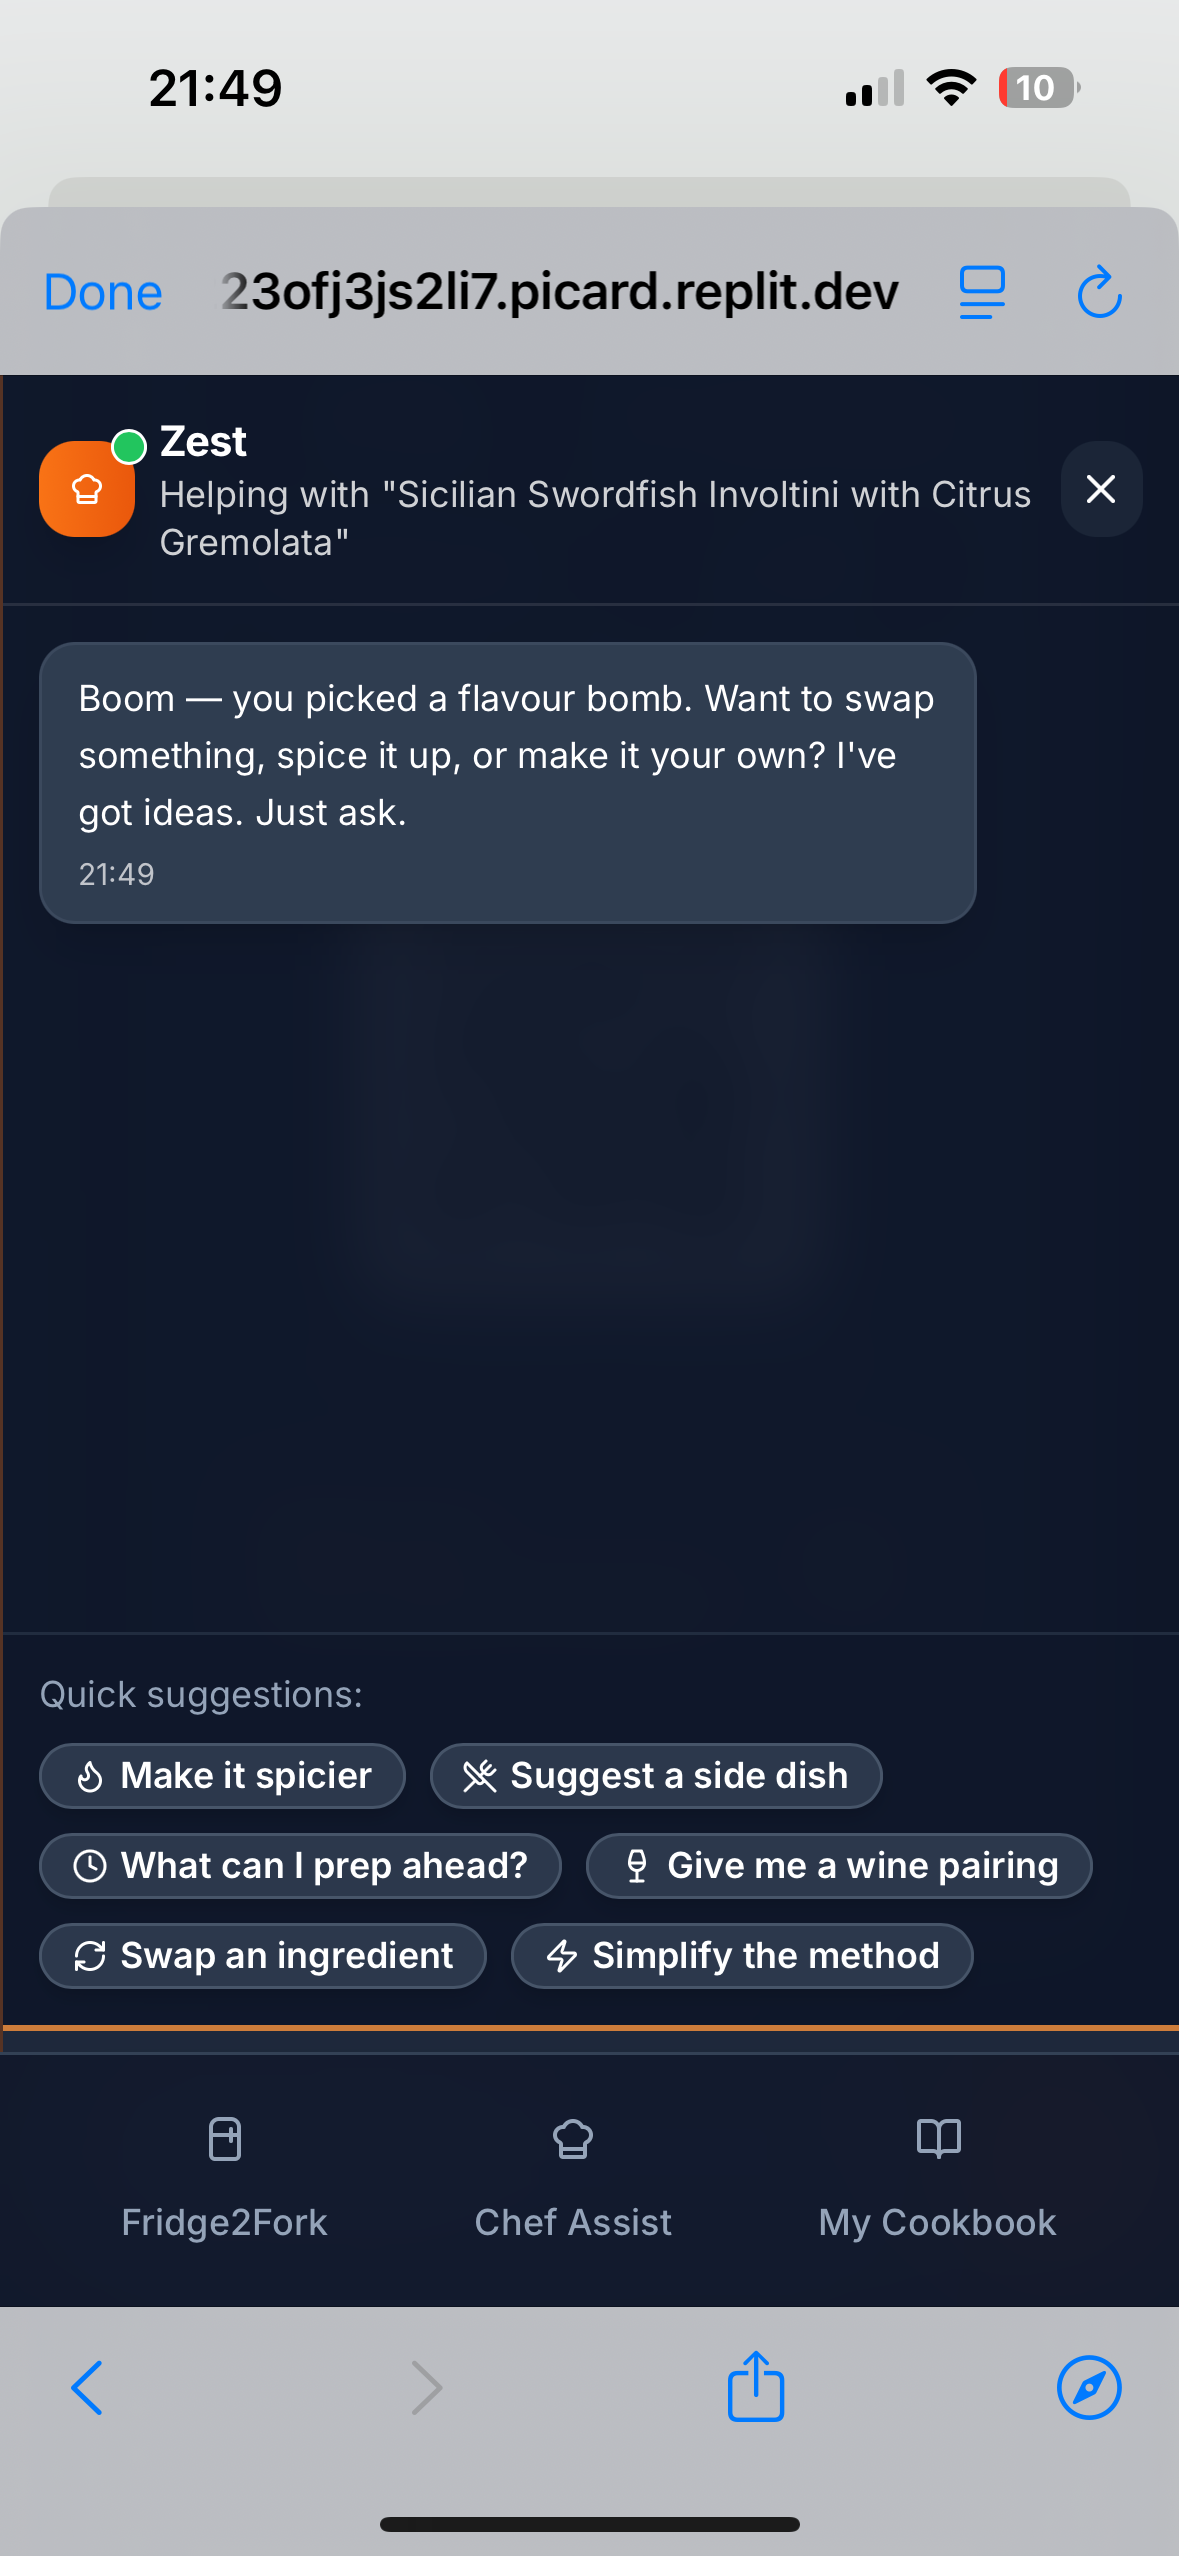 21:49
10
Done
23ofj3js2li7.picard.replit.dev
Zest
Helping with "Sicilian Swordfish Involtini with Citrus
Gremolata"
Boom — you picked a flavour bomb. Want to swap
something, spice it up, or make it your own? I've
got ideas. Just ask.
21:49
Quick suggestions:
Make it spicier
Suggest a side dish
What can I prep ahead?
Give me a wine pairing
Swap an ingredient
Simplify the method
Fridge2Fork
Chef Assist
My Cookbook